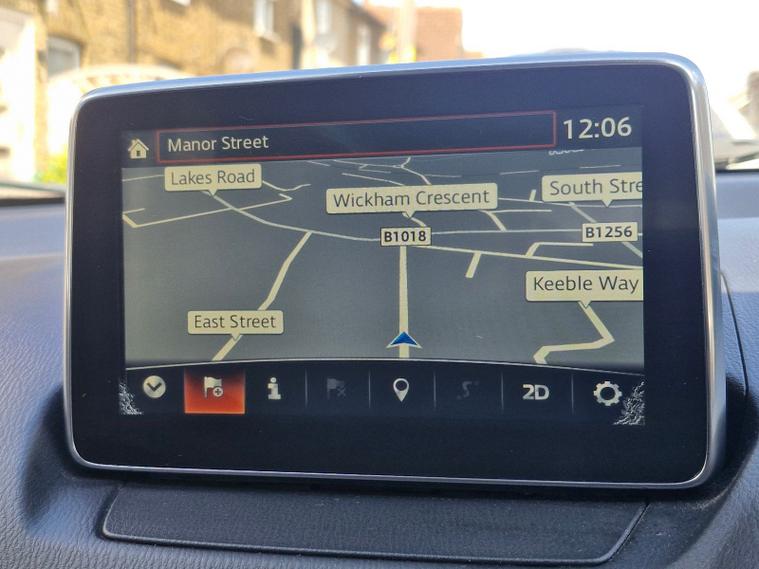 Manor Street
12:06
Lakes Road
Wickham Crescent
South Stre
B1018
B1256
Keeble Way
East Street
2D